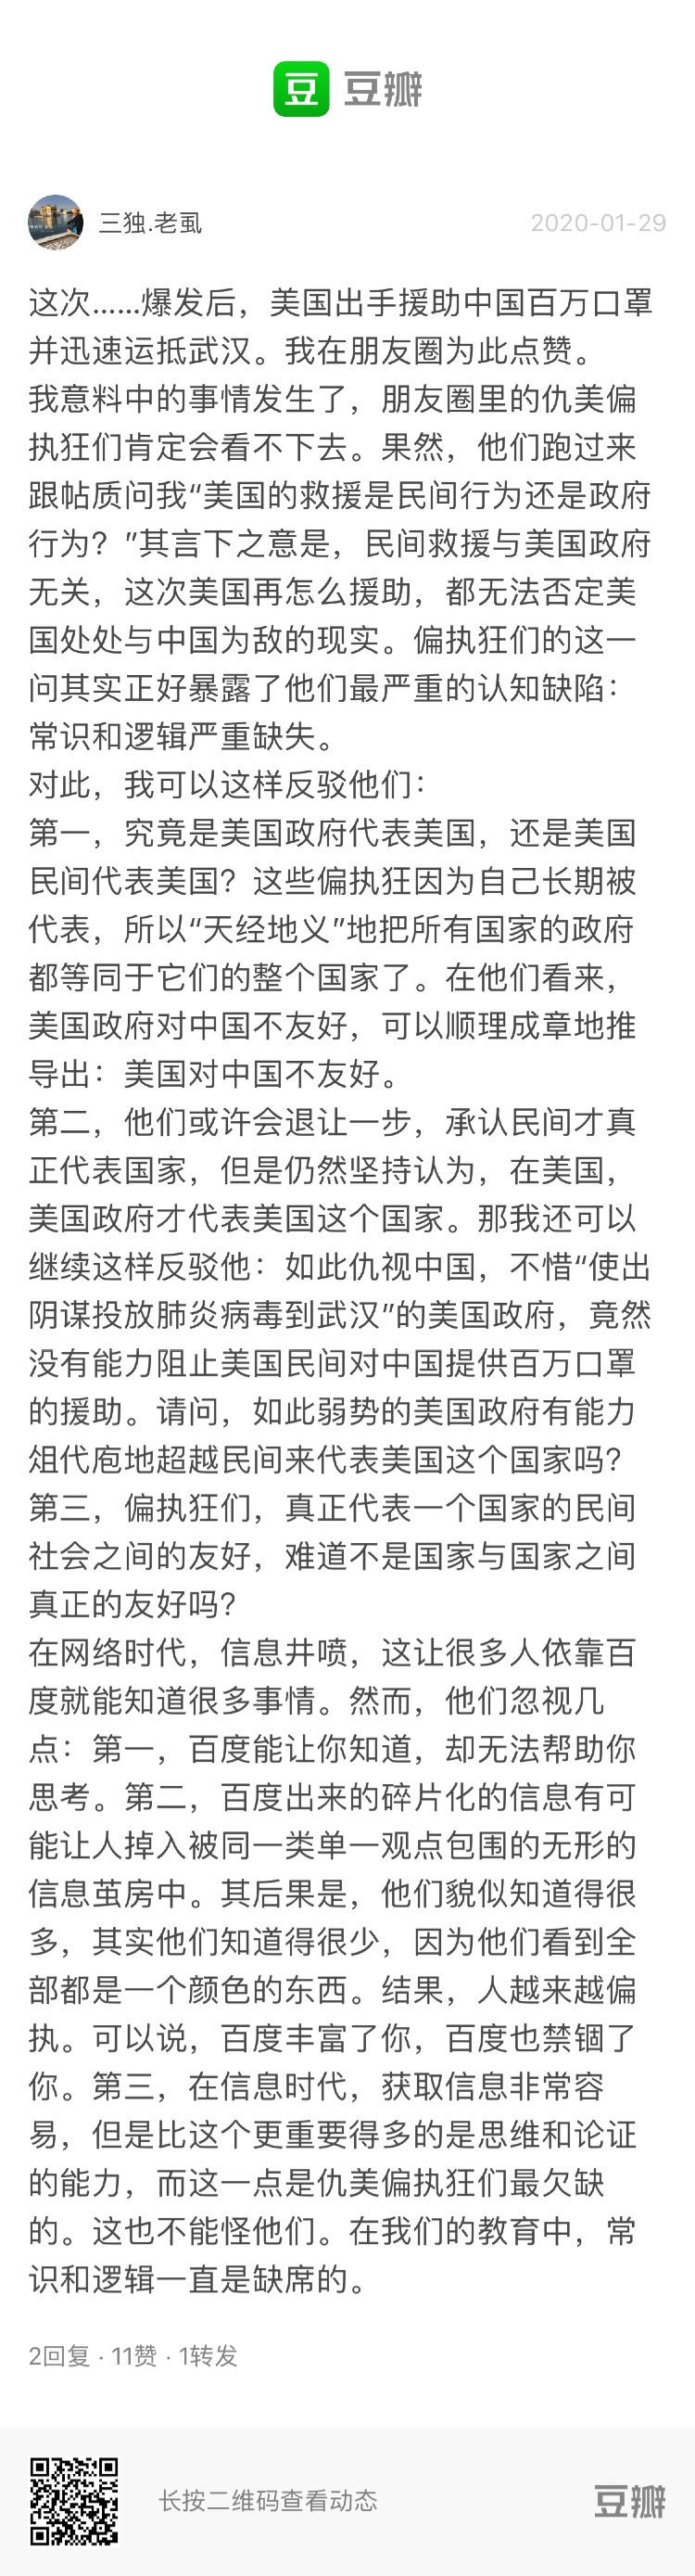 豆 豆瓣
三独.老虱 2020-01-29
这次……爆发后，美国出手援助中国百万口罩
并迅速运抵武汉。我在朋友圈为此点赞。
我意料中的事情发生了，朋友圈里的仇美偏
执狂们肯定会看不下去。果然，他们跑过来
跟帖质问我“美国的救援是民间行为还是政府
行为？”其言下之意是，民间救援与美国政府
无关，这次美国再怎么援助，都无法否定美
国处处与中国为敌的现实。偏执狂们的这一
问其实正好暴露了他们最严重的认知缺陷：
常识和逻辑严重缺失。
对此，我可以这样反驳他们：
第一，究竟是美国政府代表美国，还是美国
民间代表美国？这些偏执狂因为自己长期被
代表，所以“天经地义”地把所有国家的政府
都等同于它们的整个国家了。在他们看来，
美国政府对中国不友好，可以顺理成章地推
导出：美国对中国不友好。
第二，他们或许会退让一步，承认民间才真
正代表国家，但是仍然坚持认为，在美国，
美国政府才代表美国这个国家。那我还可以
继续这样反驳他：如此仇视中国，不惜“使出
阴谋投放肺炎病毒到武汉”的美国政府，竟然
没有能力阻止美国民间对中国提供百万口罩
的援助。请问，如此弱势的美国政府有能力
俎代庖地超越民间来代表美国这个国家吗？
第三，偏执狂们，真正代表一个国家的民间
社会之间的友好，难道不是国家与国家之间
真正的友好吗？
在网络时代，信息井喷，这让很多人依靠百
度就能知道很多事情。然而，他们忽视几
点：第一，百度能让你知道，却无法帮助你
思考。第二，百度出来的碎片化的信息有可
能让人掉入被同一类单一观点包围的无形的
信息茧房中。其后果是，他们貌似知道得很
多，其实他们知道得很少，因为他们看到全
部都是一个颜色的东西。结果，人越来越偏
执。可以说，百度丰富了你，百度也禁锢了
你。第三，在信息时代，获取信息非常容
易，但是比这个更重要得多的是思维和论证
的能力，而这一点是仇美偏执狂们最欠缺
的。这也不能怪他们。在我们的教育中，常
识和逻辑一直是缺席的。
2回复 · 11赞 · 1转发
长按二维码查看动态 豆瓣